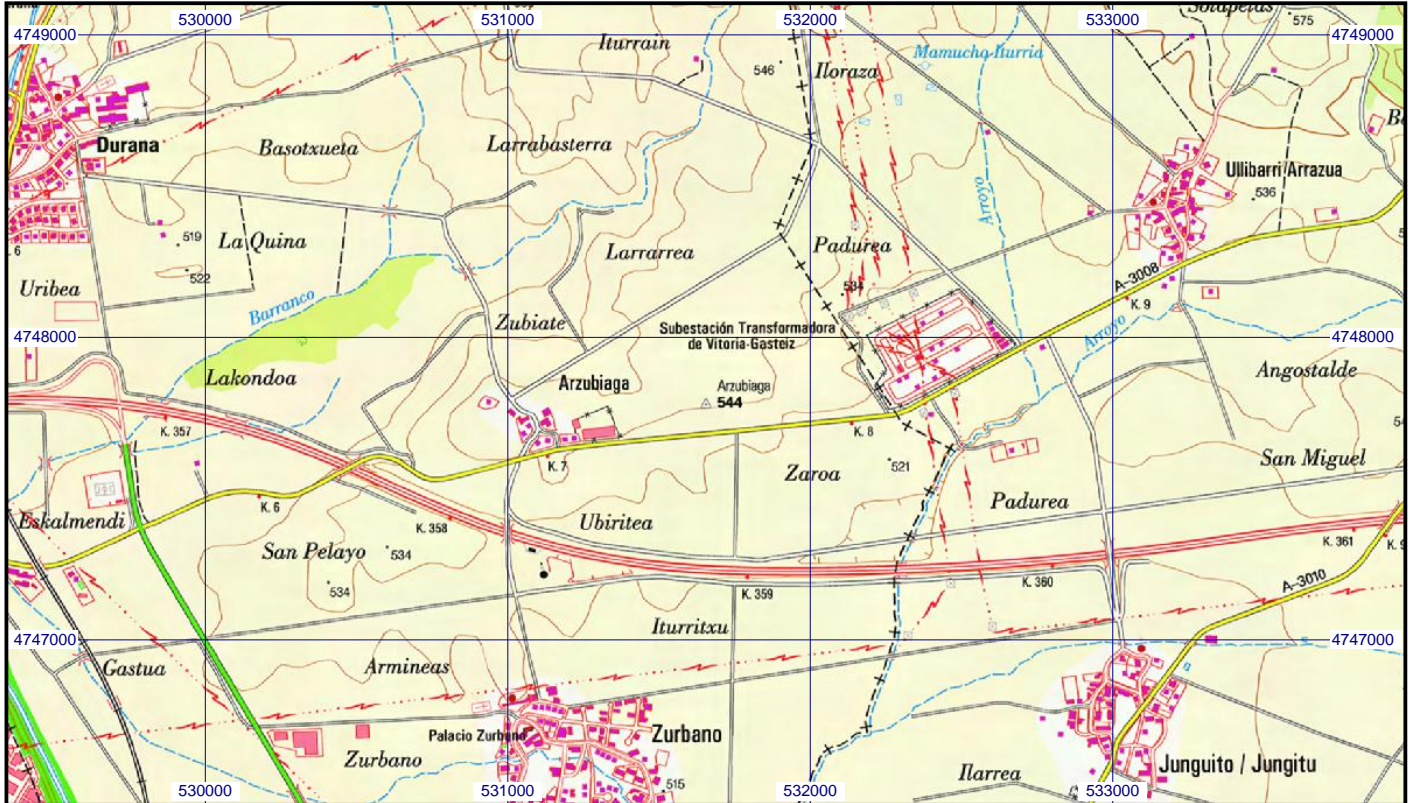 530000 531000 532000 533000
4749000 4749000
Solapetas
575
Iturrain
546
Iloraza
Mamucho Iturria
Durana
Basotxueta
Larrabasterra
Ullibarri Arrazua
536
Arroyo
519
La Quina
522
Larrarrea
Padurea
534
6
Uribea
Barranco
A-3008
K. 9
Zubiate
Subestación Transformadora
de Vitoria-Gasteiz
Arroyo
4748000 4748000
Lakondoa
Arzubiaga
Arzubiaga
544
Angostalde
K. 357
K. 8
K. 7
Zaroa
521
San Miguel
K. 6
K. 358
Eskalmendi
Ubiritea
Padurea
San Pelayo
534
534
K. 361
K. 360
K. 359
A-3010
Iturritxu
4747000 4747000
Gastua
Armineas
Palacio Zurbano
Zurbano
Zurbano
515
Ilarrea
Junguito / Jungitu
530000 531000 532000 533000